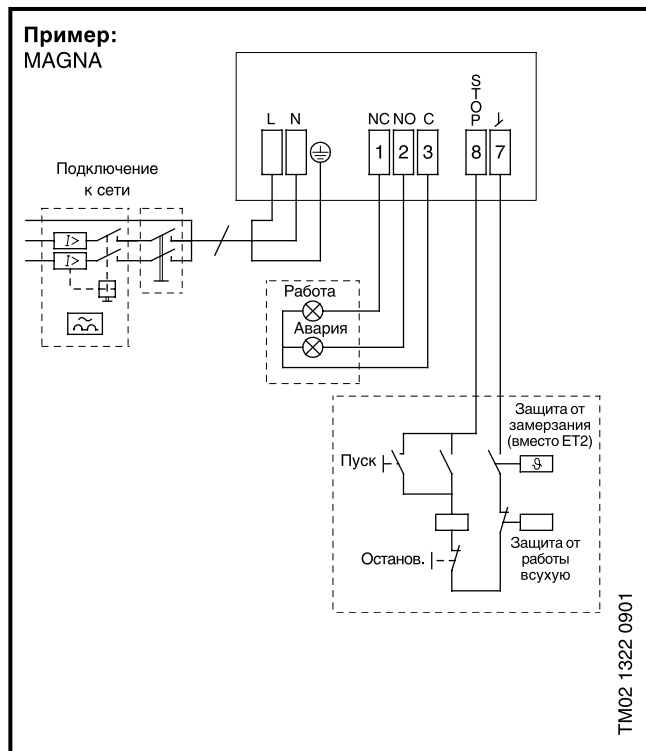 Пример:
MAGNA
L N
NC NO C
STOP
1 2 3 8 7
Подключение
к сети
I>
I>
Работа
Авария
Защита от
замерзания
(вместо ET2)
Пуск
ϑ
Останов.
Защита от
работы
всухую
TM02 1322 0901